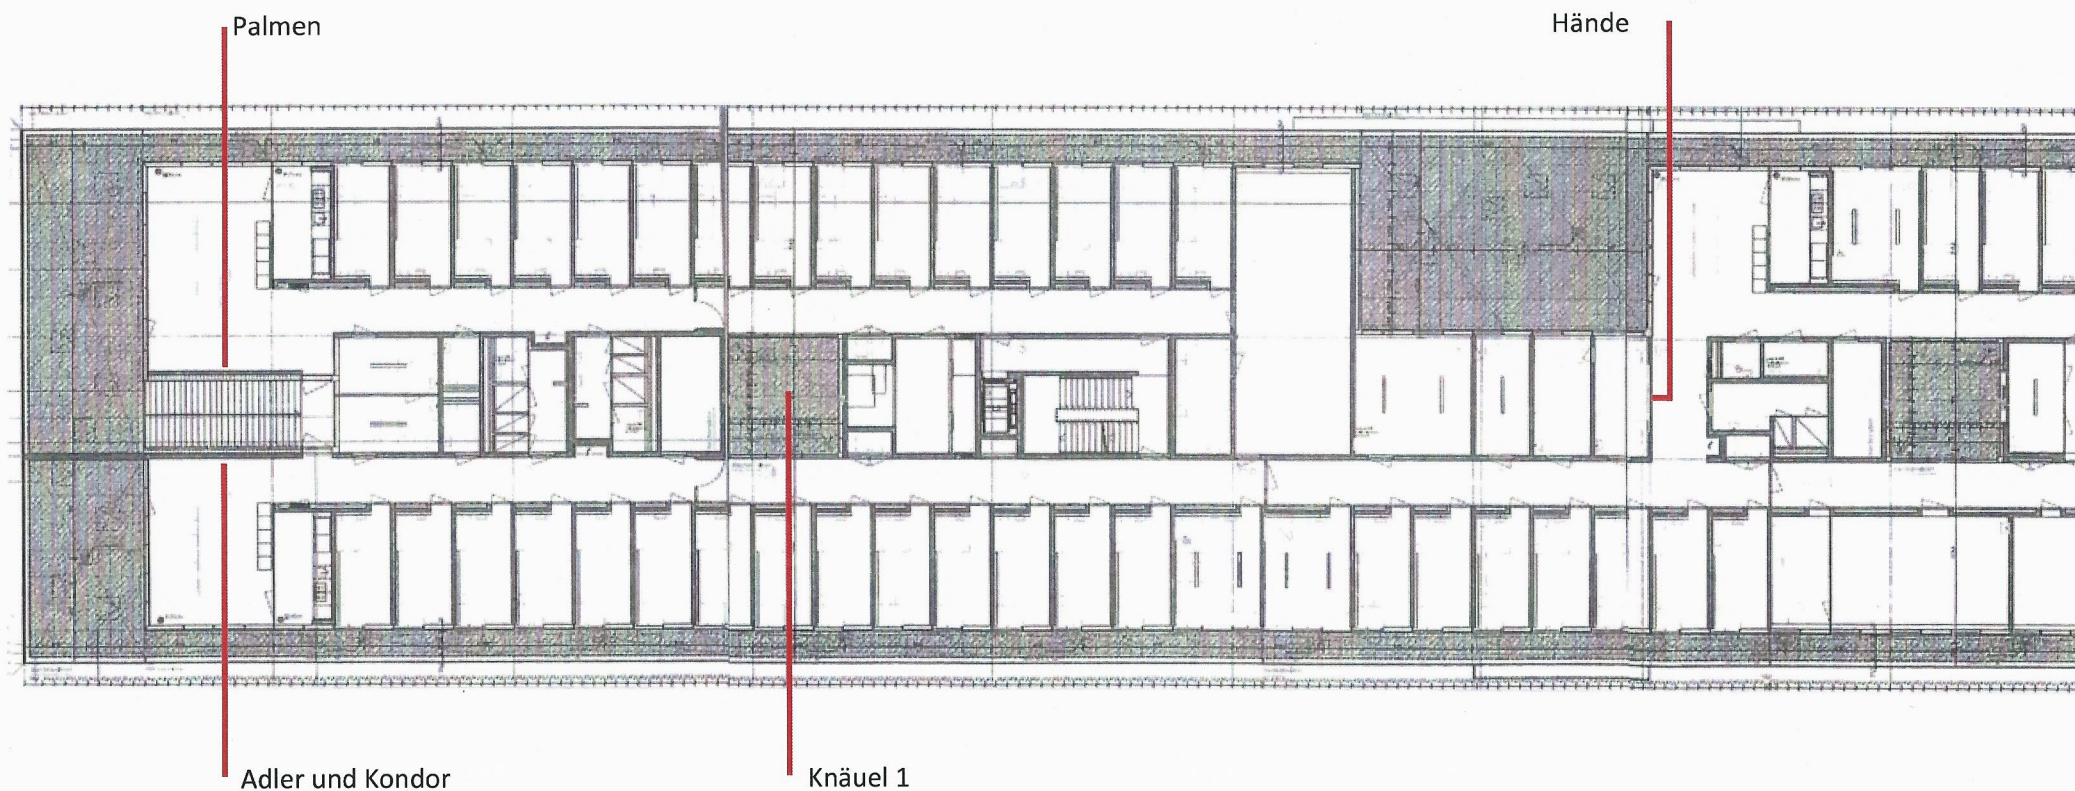 Palmen
Hände
Adler und Kondor
Knäuel 1